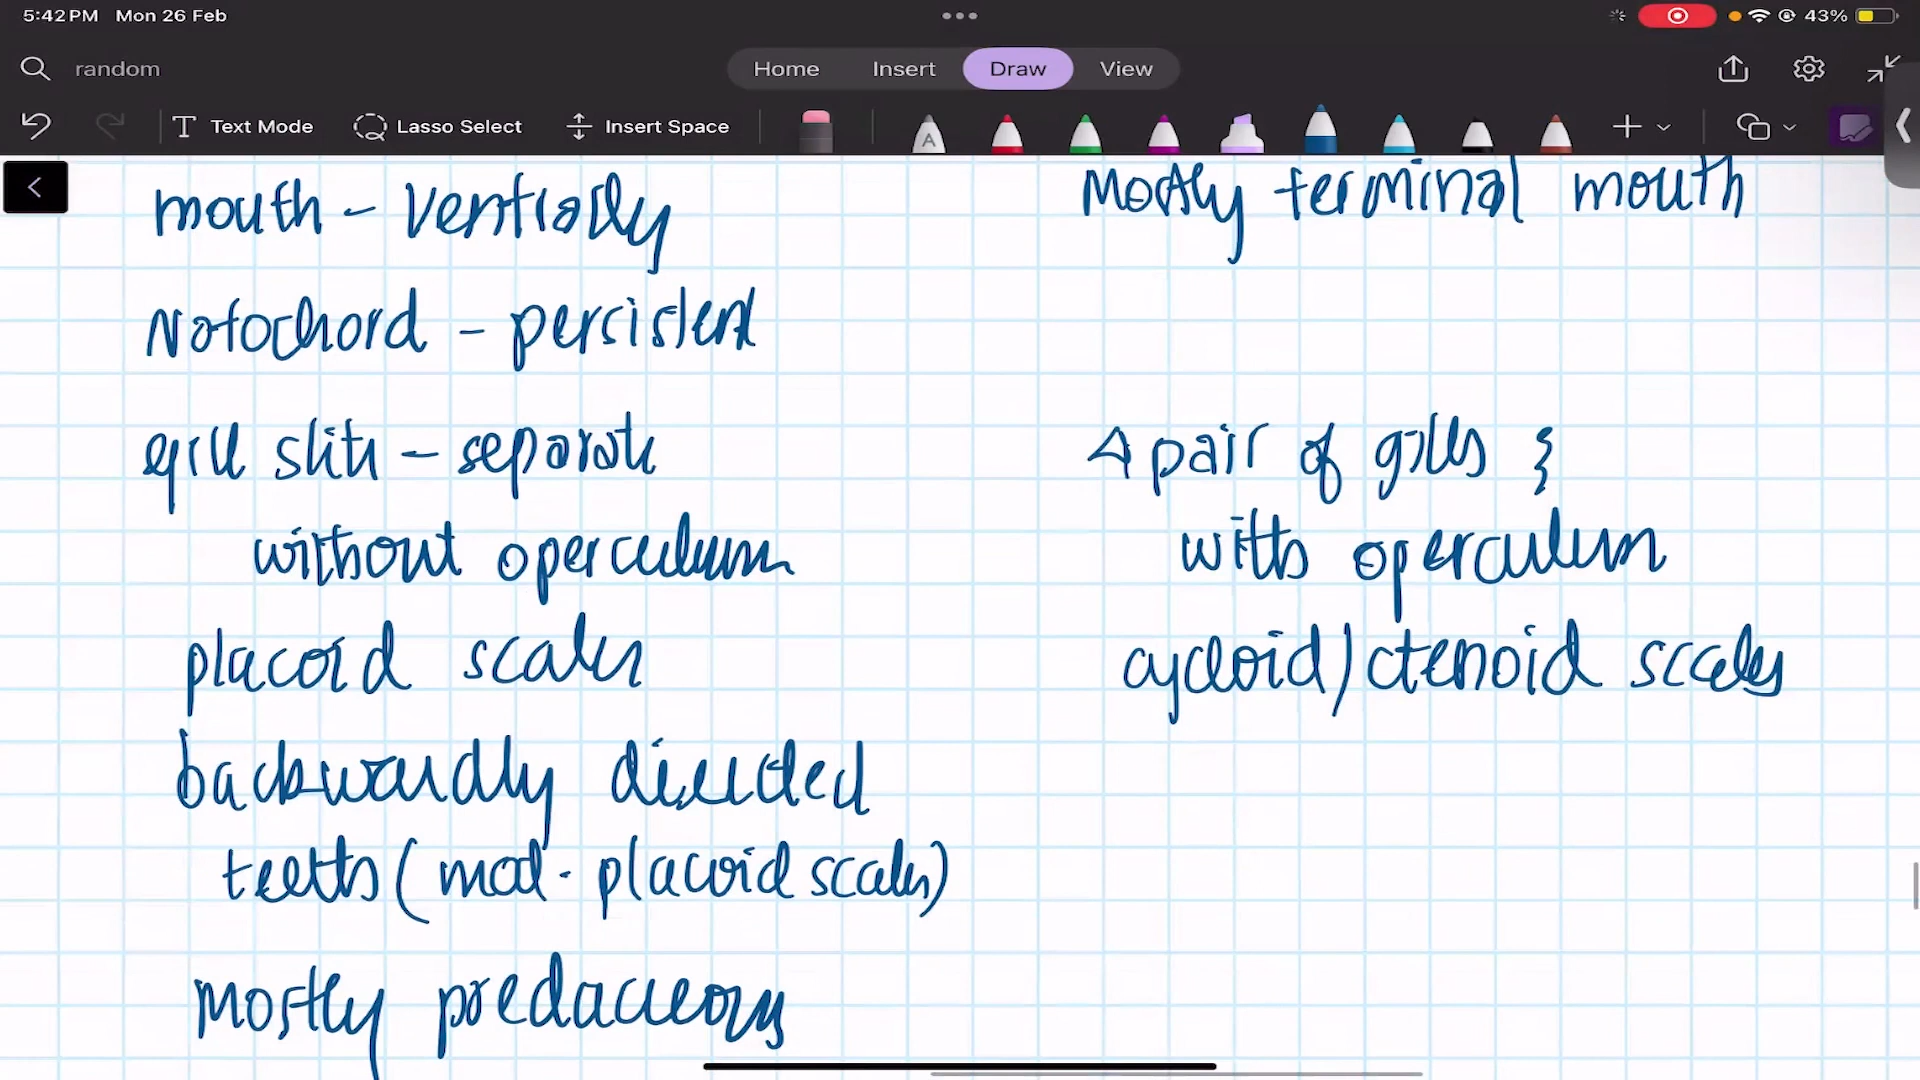 5:42 PM Mon 26 Feb
43%
random
Home Insert Draw View
Text Mode Lasso Select Insert Space
A
mouth - ventrally
Mostly terminal mouth
Notochord - persistent
gill slits - separate
4 pair of gills &
without operculum
with operculum
placoid scales
cycloid/ctenoid scales
backwardly directed
teeth (mod. placoid scales)
mostly predaceous